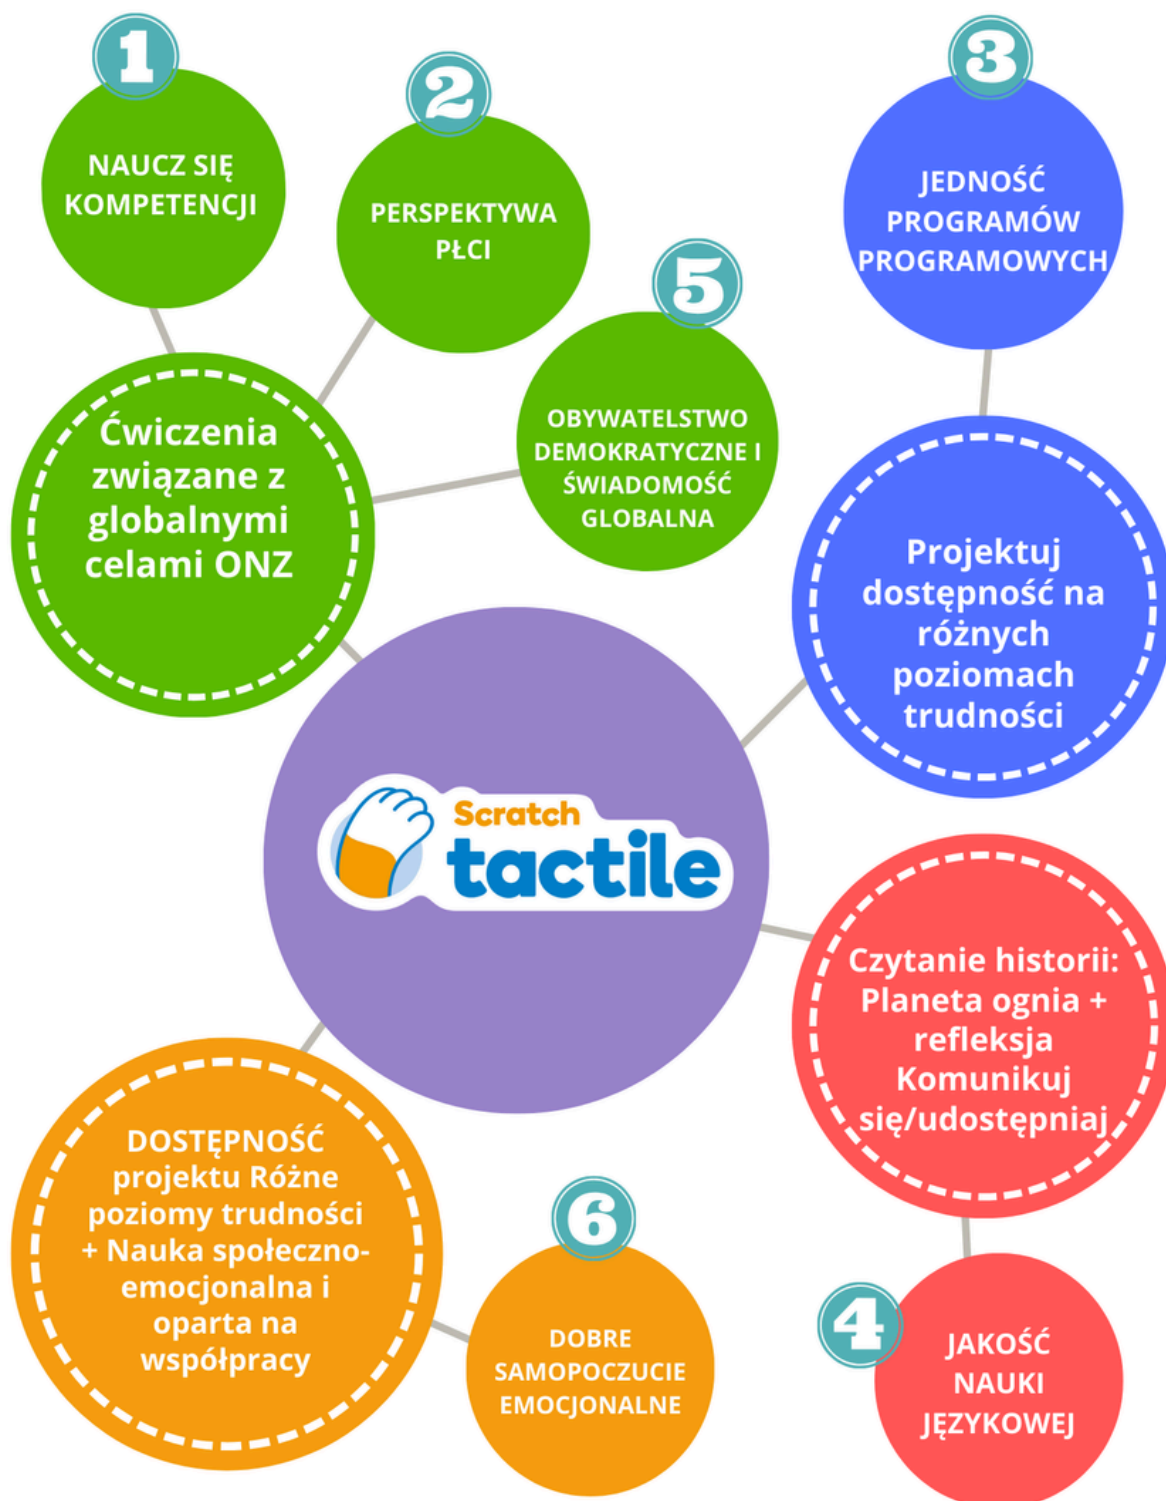 1
NAUCZ SIĘ
KOMPETENCJI
2
PERSPEKTYWA
PŁCI
3
JEDNOŚĆ
PROGRAMÓW
PROGRAMOWYCH
5
OBYWATELSTWO
DEMOKRATYCZNE I
ŚWIADOMOŚĆ
GLOBALNA
Ćwiczenia
związane z
globalnymi
celami ONZ
Projektuj
dostępność na
różnych
poziomach
trudności
Scratch
tactile
Czytanie historii:
Planeta ognia +
refleksja
Komunikuj
się/udostępniaj
DOSTĘPNOŚĆ
projektu Różne
poziomy trudności
+ Nauka społeczno-
emocjonalna i
oparta na
współpracy
6
DOBRE
SAMOPOCZUCIE
EMOCJONALNE
4
JAKOŚĆ
NAUKI
JĘZYKOWEJ